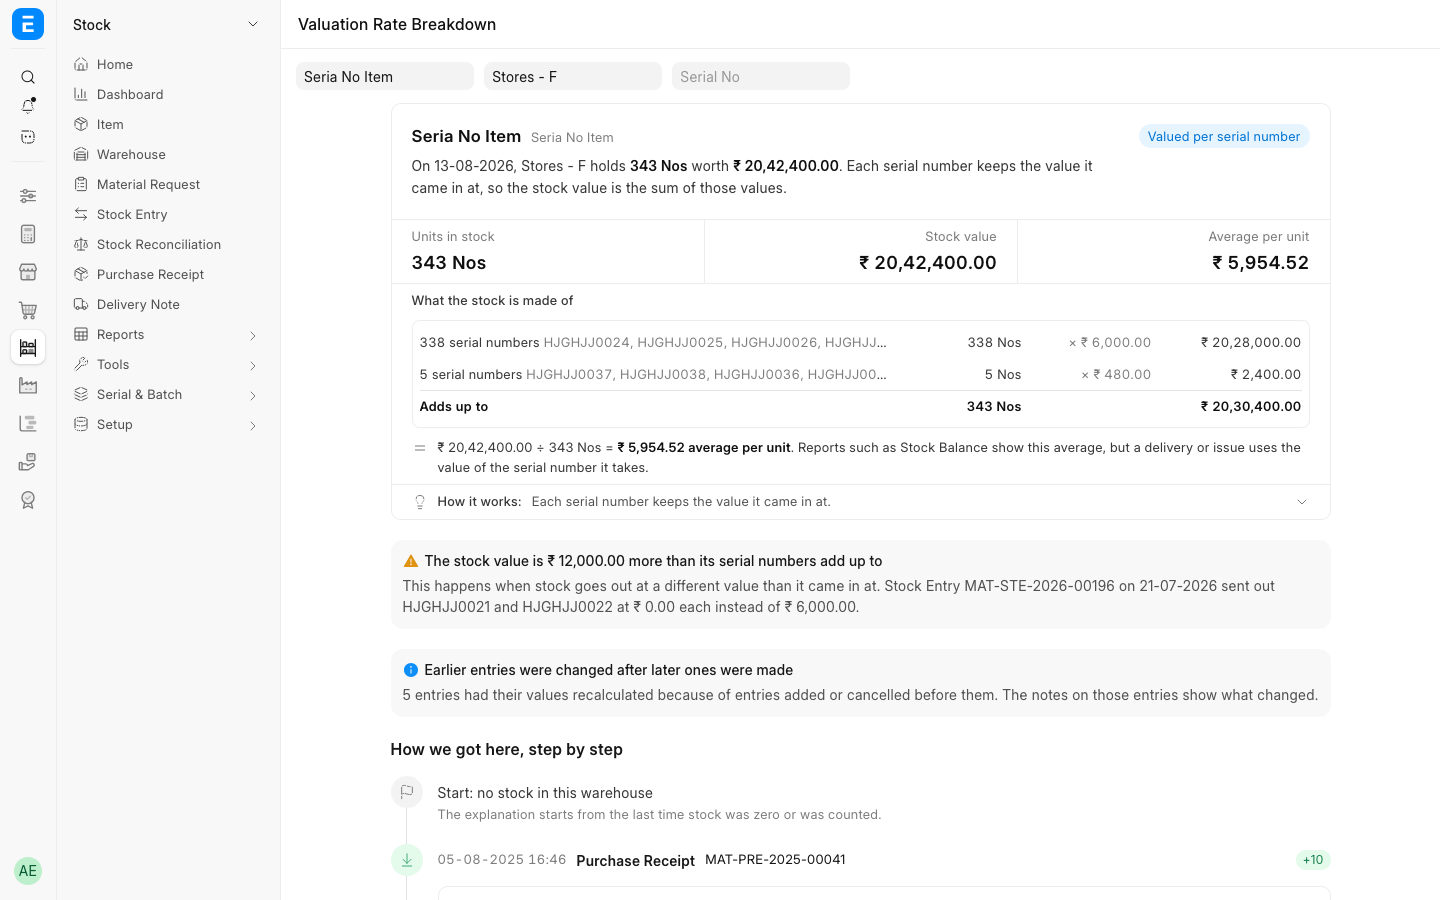 Stock
Home
Dashboard
Item
Warehouse
Material Request
Stock Entry
Stock Reconciliation
Purchase Receipt
Delivery Note
Reports
Tools
Serial & Batch
Setup
AE
Valuation Rate Breakdown
Seria No Item
Stores - F
Serial No
Seria No Item Seria No Item
Valued per serial number
On 13-08-2026, Stores - F holds 343 Nos worth ₹ 20,42,400.00. Each serial number keeps the value it
came in at, so the stock value is the sum of those values.
Units in stock
343 Nos
Stock value
₹ 20,42,400.00
Average per unit
₹ 5,954.52
What the stock is made of
338 serial numbers HJGHJJ0024, HJGHJJ0025, HJGHJJ0026, HJGHJJ... 338 Nos × ₹ 6,000.00 ₹ 20,28,000.00
5 serial numbers HJGHJJ0037, HJGHJJ0038, HJGHJJ0036, HJGHJJ00... 5 Nos × ₹ 480.00 ₹ 2,400.00
Adds up to 343 Nos ₹ 20,30,400.00
= ₹ 20,42,400.00 ÷ 343 Nos = ₹ 5,954.52 average per unit. Reports such as Stock Balance show this average, but a delivery or issue uses the
value of the serial number it takes.
How it works: Each serial number keeps the value it came in at.
The stock value is ₹ 12,000.00 more than its serial numbers add up to
This happens when stock goes out at a different value than it came in at. Stock Entry MAT-STE-2026-00196 on 21-07-2026 sent out
HJGHJJ0021 and HJGHJJ0022 at ₹ 0.00 each instead of ₹ 6,000.00.
Earlier entries were changed after later ones were made
5 entries had their values recalculated because of entries added or cancelled before them. The notes on those entries show what changed.
How we got here, step by step
Start: no stock in this warehouse
The explanation starts from the last time stock was zero or was counted.
05-08-2025 16:46 Purchase Receipt MAT-PRE-2025-00041 +10